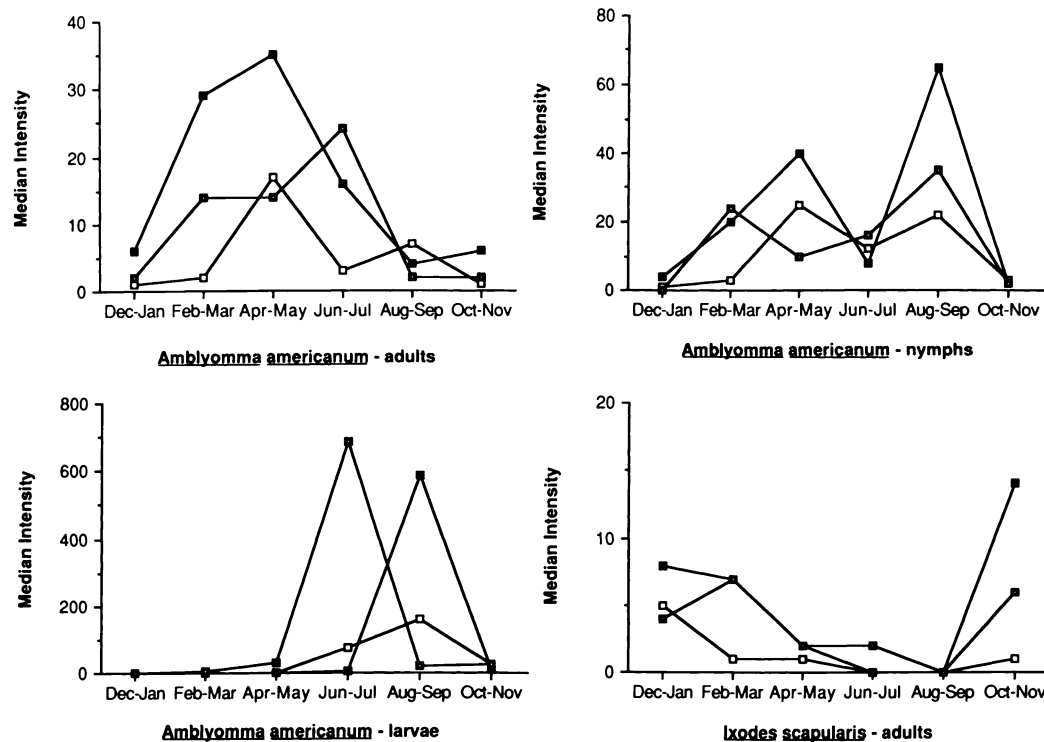 40
30
20
10
0
Median Intensity
Dec-Jan Feb-Mar Apr-May Jun-Jul Aug-Sep Oct-Nov
Amblyomma americanum - adults
80
60
40
20
0
Median Intensity
Dec-Jan Feb-Mar Apr-May Jun-Jul Aug-Sep Oct-Nov
Amblyomma americanum - nymphs
800
600
400
200
0
Median Intensity
Dec-Jan Feb-Mar Apr-May Jun-Jul Aug-Sep Oct-Nov
Amblyomma americanum - larvae
20
10
0
Median Intensity
Dec-Jan Feb-Mar Apr-May Jun-Jul Aug-Sep Oct-Nov
Ixodes scapularis - adults